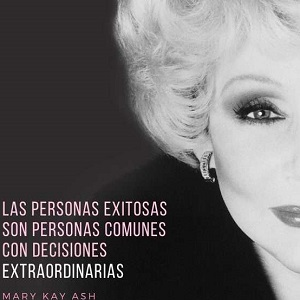 LAS PERSONAS EXITOSAS
SON PERSONAS COMUNES
CON DECISIONES
EXTRAORDINARIAS
MARY KAY ASH